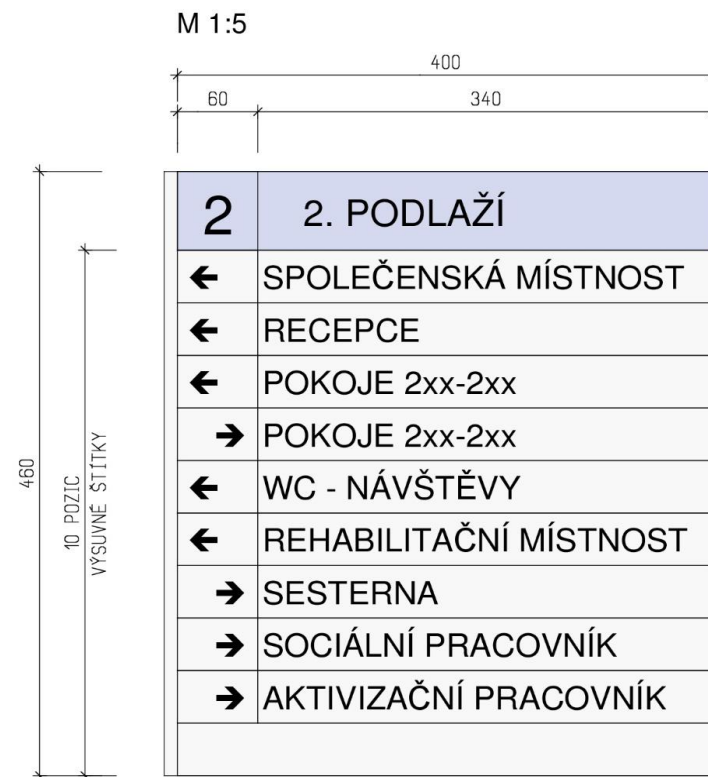 M 1:5
400
60 340
2 2. PODLAŽÍ
← SPOLEČENSKÁ MÍSTNOST
← RECEPCE
← POKOJE 2xx-2xx
→ POKOJE 2xx-2xx
← WC - NÁVŠTĚVY
← REHABILITAČNÍ MÍSTNOST
→ SESTERNA
→ SOCIÁLNÍ PRACOVNÍK
→ AKTIVIZAČNÍ PRACOVNÍK
460
10 POZIC
VÝSUVNÉ ŠTÍTKY